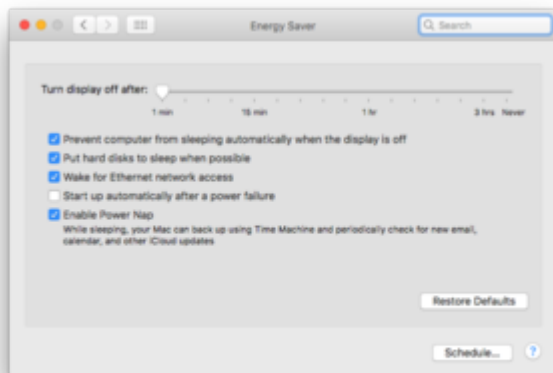 Energy Saver
Search
Turn display off after:
1 min 15 min 1 hr 3 hrs Never
Prevent computer from sleeping automatically when the display is off
Put hard disks to sleep when possible
Wake for Ethernet network access
Start up automatically after a power failure
Enable Power Nap
While sleeping, your Mac can back up using Time Machine and periodically check for new email,
calendar, and other iCloud updates
Restore Defaults
Schedule... ?